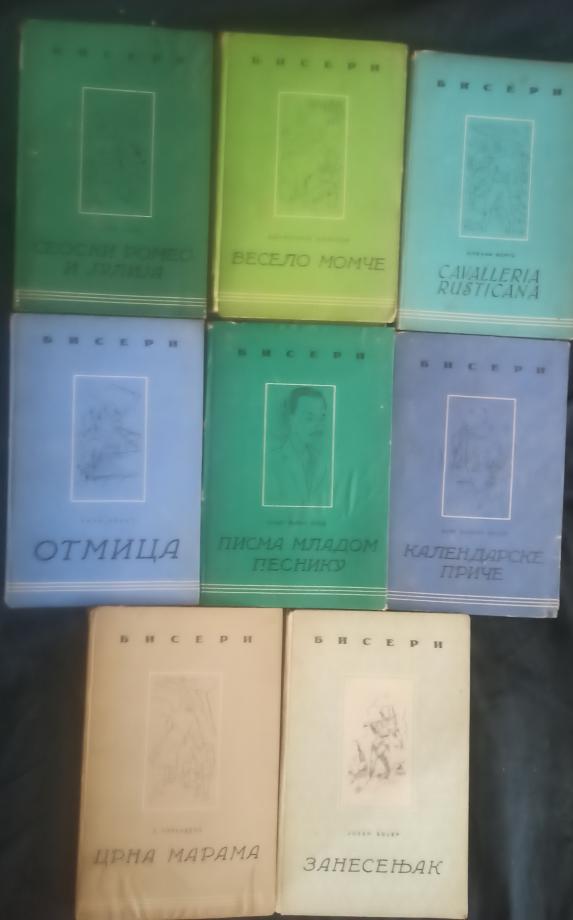 БИСЕРИ
СЕОСКИ РОМЕО
И ЈУЛИЈА
БИСЕРИ
ВЕСЕЛО МОМЧЕ
БИСЕРИ
CAVALLERIA
RUSTICANA
БИСЕРИ
ОТМИЦА
БИСЕРИ
ПИСМА МЛАДОМ
ПЕСНИКУ
БИСЕРИ
КАЛЕНДАРСКЕ
ПРИЧЕ
БИСЕРИ
ЦРНА МАРАМА
БИСЕРИ
ЗАНЕСЕЊАК